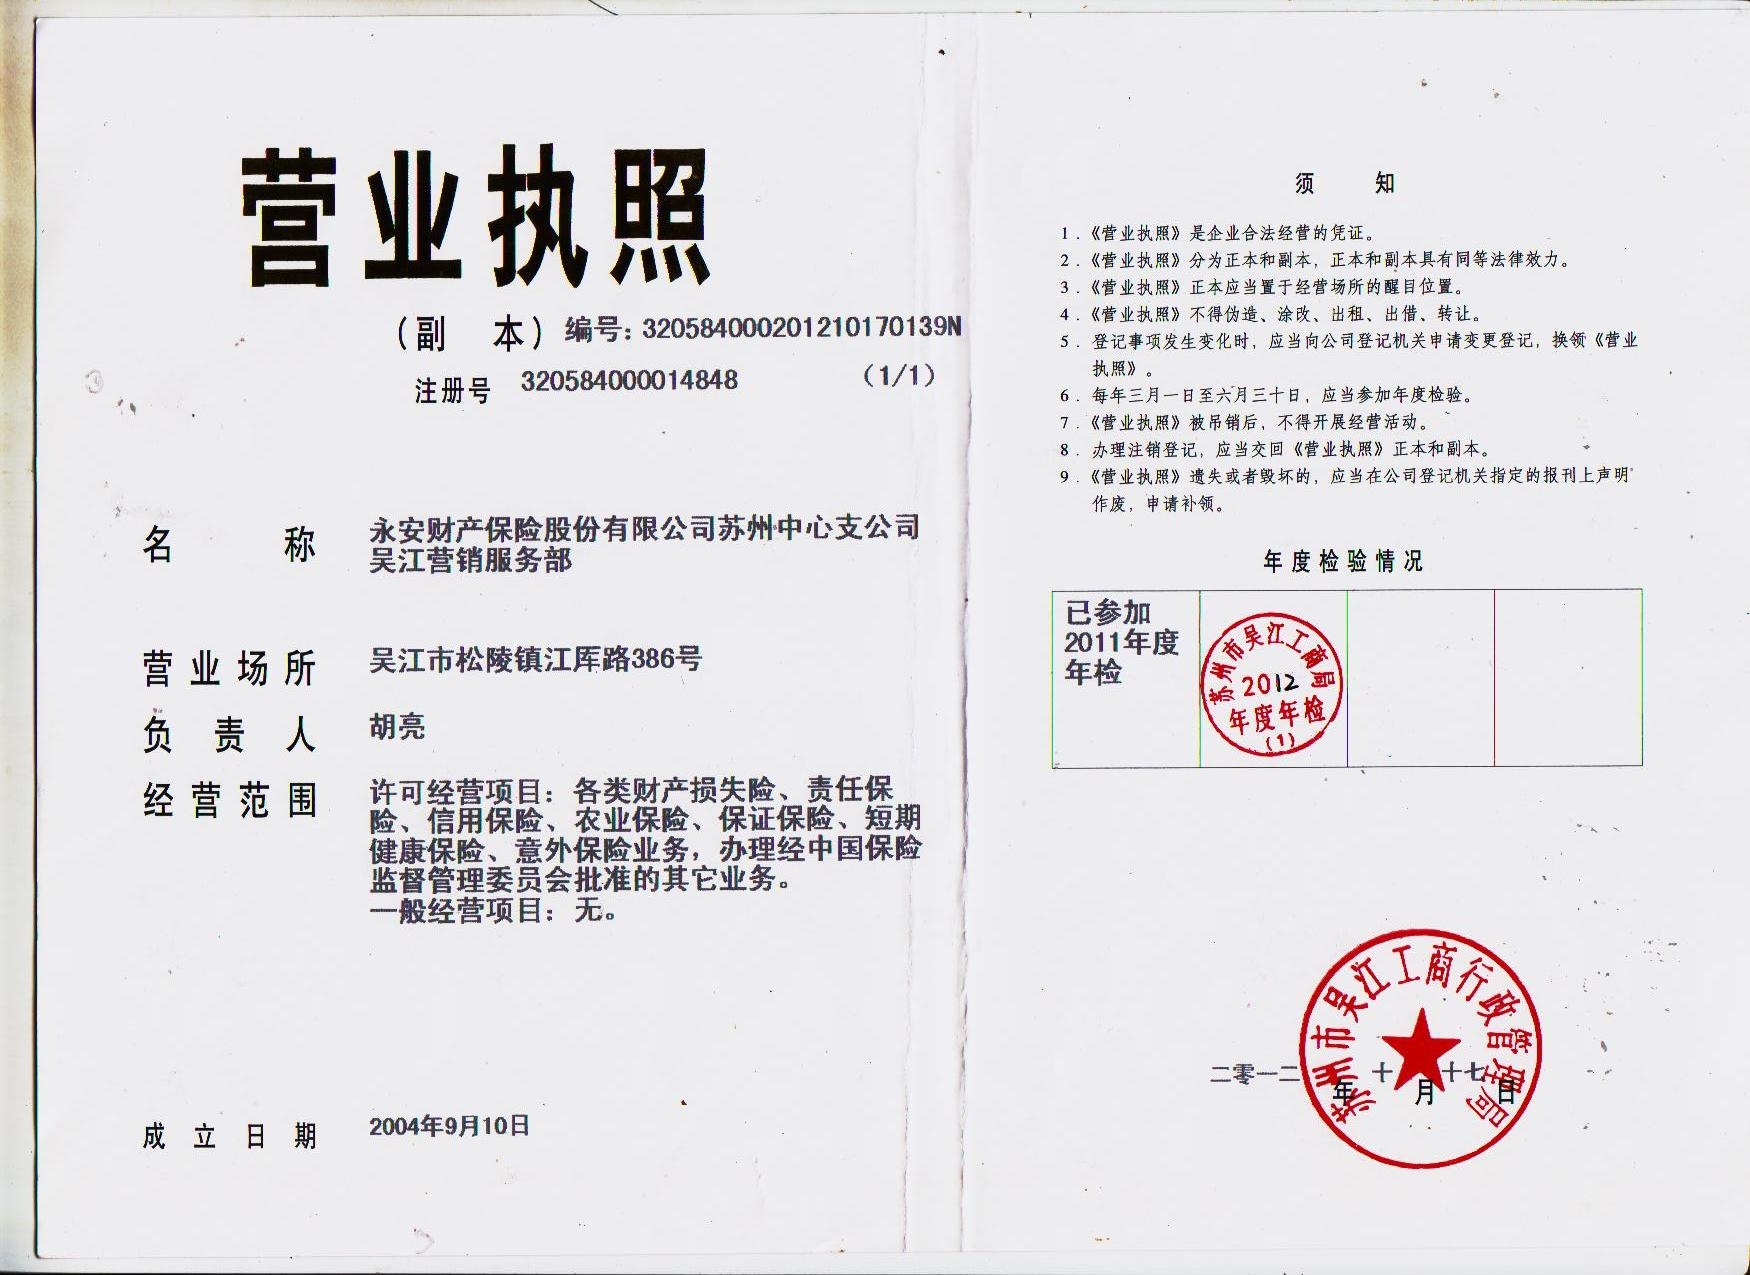 营业执照
（副 本）编号：320584000201210170139N
注册号 320584000014848 （1/1）
名 称 永安财产保险股份有限公司苏州中心支公司
吴江营销服务部
营业场所 吴江市松陵镇江厍路386号
负责人 胡亮
经营范围 许可经营项目：各类财产损失险、责任保
险、信用保险、农业保险、保证保险、短期
健康保险、意外保险业务，办理经中国保险
监督管理委员会批准的其它业务。
一般经营项目：无。
成立日期 2004年9月10日
须 知
1．《营业执照》是企业合法经营的凭证。
2．《营业执照》分为正本和副本，正本和副本具有同等法律效力。
3．《营业执照》正本应当置于经营场所的醒目位置。
4．《营业执照》不得伪造、涂改、出租、出借、转让。
5．登记事项发生变化时，应当向公司登记机关申请变更登记，换领《营业
执照》。
6．每年三月一日至六月三十日，应当参加年度检验。
7．《营业执照》被吊销后，不得开展经营活动。
8．办理注销登记，应当交回《营业执照》正本和副本。
9．《营业执照》遗失或者毁坏的，应当在公司登记机关指定的报刊上声明
作废，申请补领。
年度检验情况
已参加
2011年度
年检
苏州市吴江工商局
2012
年度年检
(1)
苏州市吴江工商行政管理局
二零一二年十月十七日